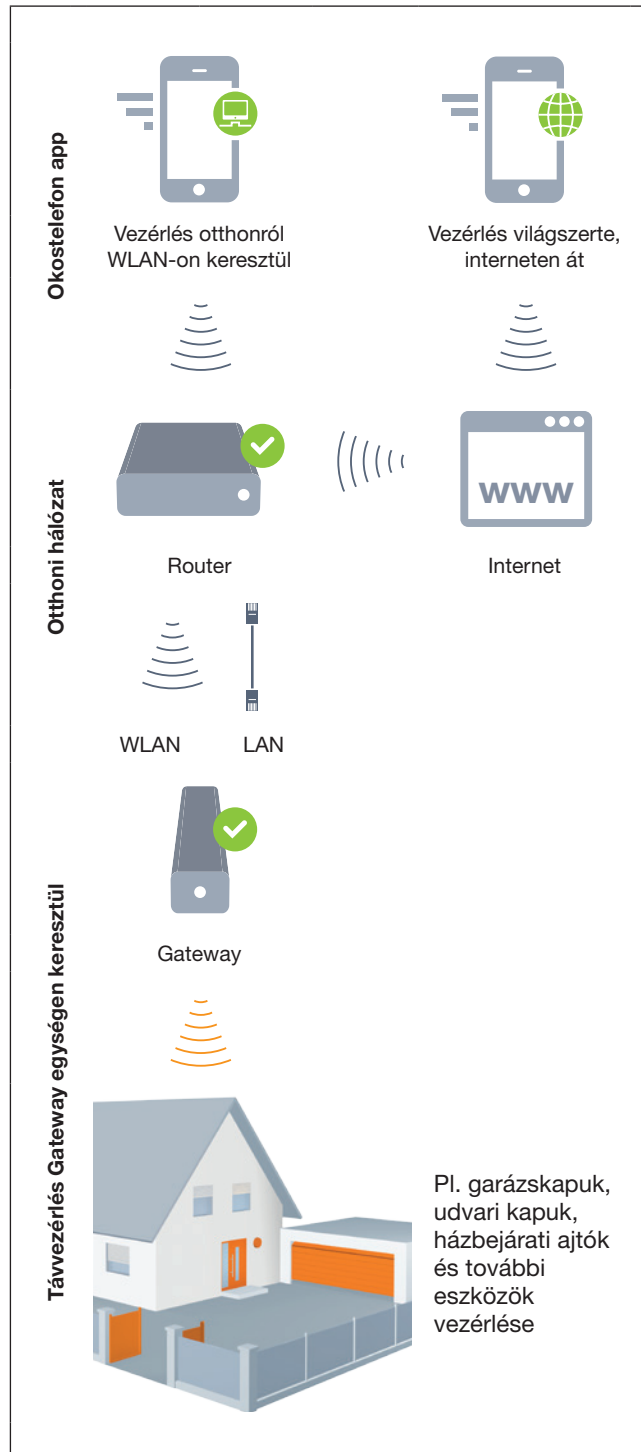 Okostelefon app
Vezérlés otthonról
WLAN-on keresztül
Vezérlés világszerte,
interneten át
Otthoni hálózat
www
Router
Internet
WLAN
LAN
Távvezérlés Gateway egységen keresztül
Gateway
Pl. garázskapuk,
udvari kapuk,
házbejárati ajtók
és további
eszközök
vezérlése